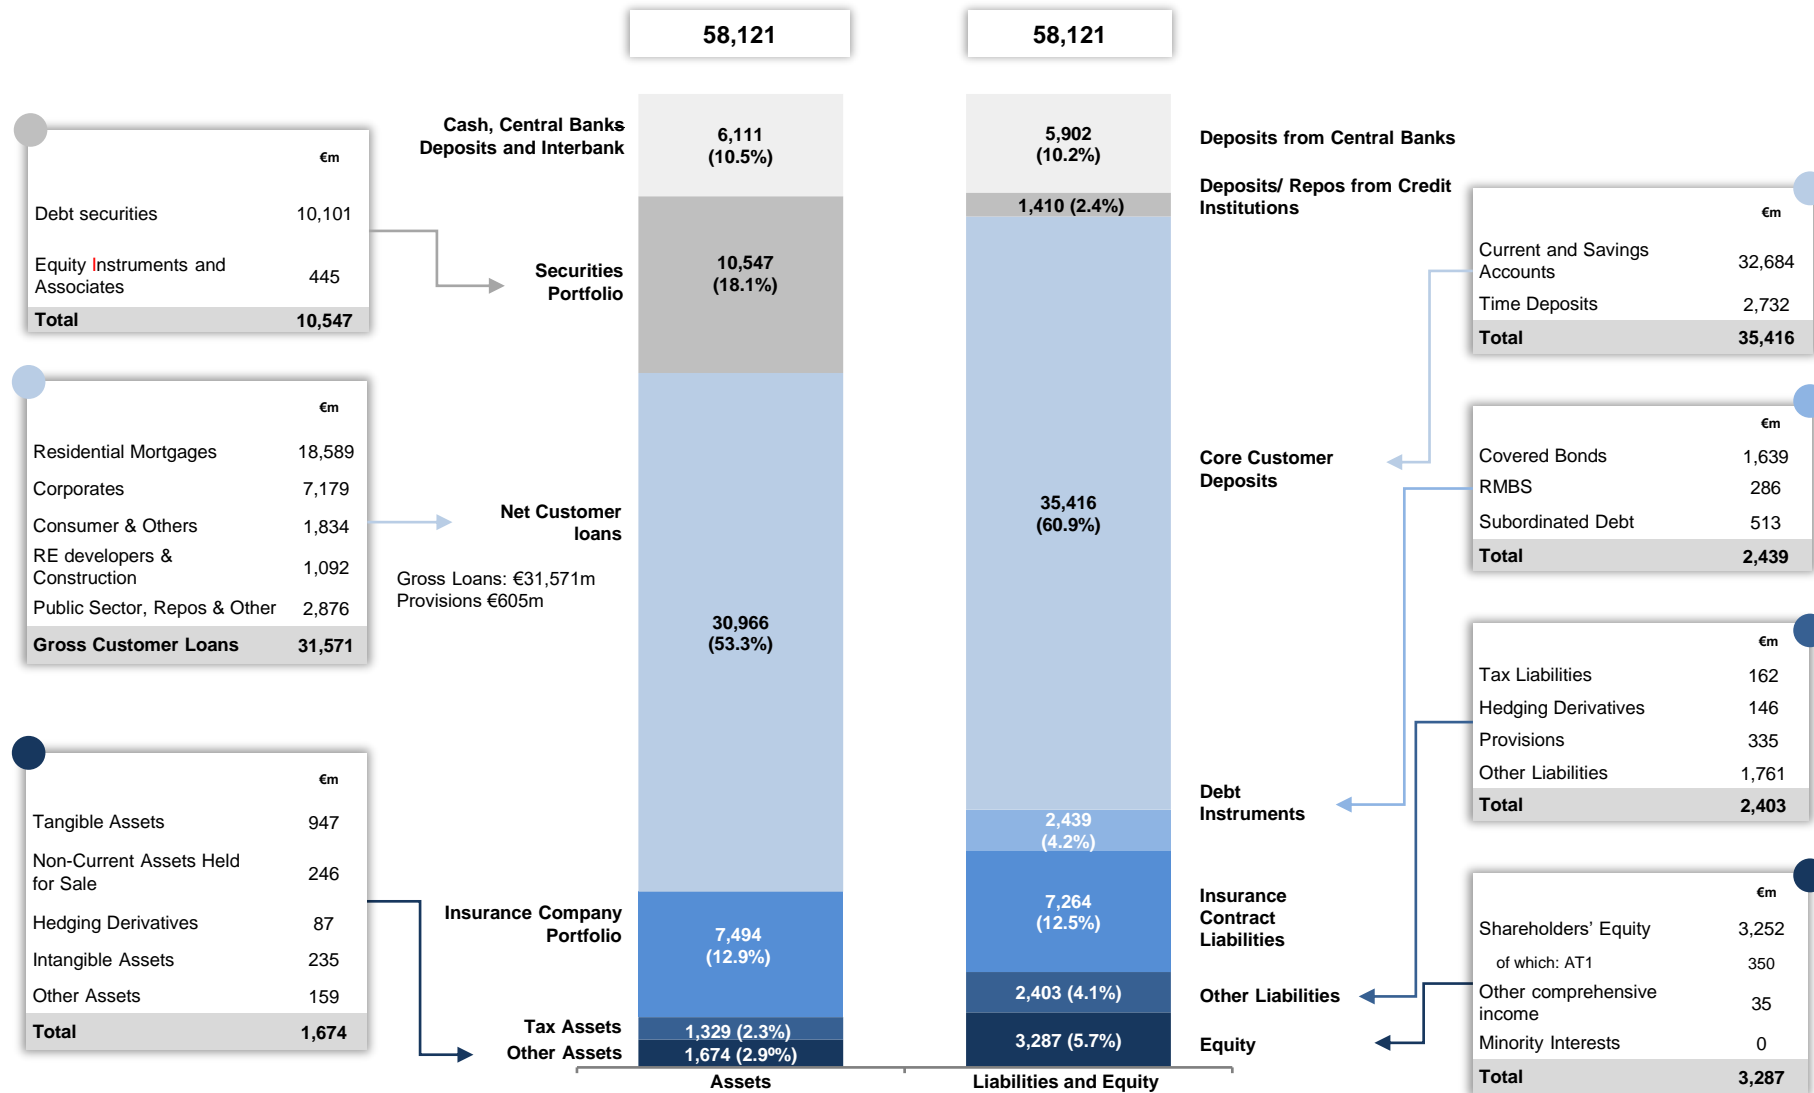 58,121
58,121
€m
Debt securities 10,101
Equity Instruments and
Associates 445
Total 10,547
€m
Residential Mortgages 18,589
Corporates 7,179
Consumer & Others 1,834
RE developers &
Construction 1,092
Public Sector, Repos & Other 2,876
Gross Customer Loans 31,571
€m
Tangible Assets 947
Non-Current Assets Held
for Sale 246
Hedging Derivatives 87
Intangible Assets 235
Other Assets 159
Total 1,674
Cash, Central Banks
Deposits and Interbank
Securities
Portfolio
Net Customer
loans
Gross Loans: €31,571m
Provisions €605m
Insurance Company
Portfolio
Tax Assets
Other Assets
6,111
(10.5%)
10,547
(18.1%)
30,966
(53.3%)
7,494
(12.9%)
1,329 (2.3%)
1,674 (2.9%)
Assets
5,902
(10.2%)
1,410 (2.4%)
35,416
(60.9%)
2,439
(4.2%)
7,264
(12.5%)
2,403 (4.1%)
3,287 (5.7%)
Liabilities and Equity
Deposits from Central Banks
Deposits/ Repos from Credit
Institutions
Core Customer
Deposits
Debt
Instruments
Insurance
Contract
Liabilities
Other Liabilities
Equity
€m
Current and Savings
Accounts 32,684
Time Deposits 2,732
Total 35,416
€m
Covered Bonds 1,639
RMBS 286
Subordinated Debt 513
Total 2,439
€m
Tax Liabilities 162
Hedging Derivatives 146
Provisions 335
Other Liabilities 1,761
Total 2,403
€m
Shareholders’ Equity 3,252
of which: AT1 350
Other comprehensive
income 35
Minority Interests 0
Total 3,287